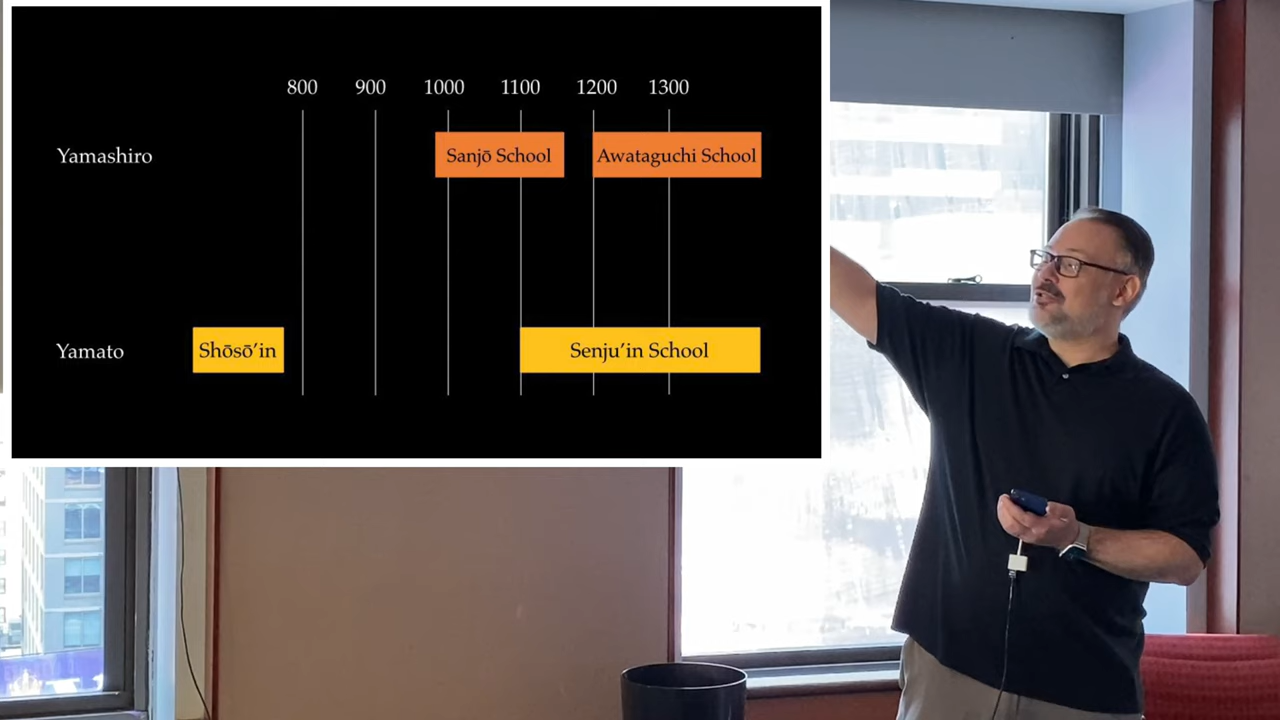 800 900 1000 1100 1200 1300
Yamashiro Sanjō School Awataguchi School
Yamato Shōsō’in Senju’in School